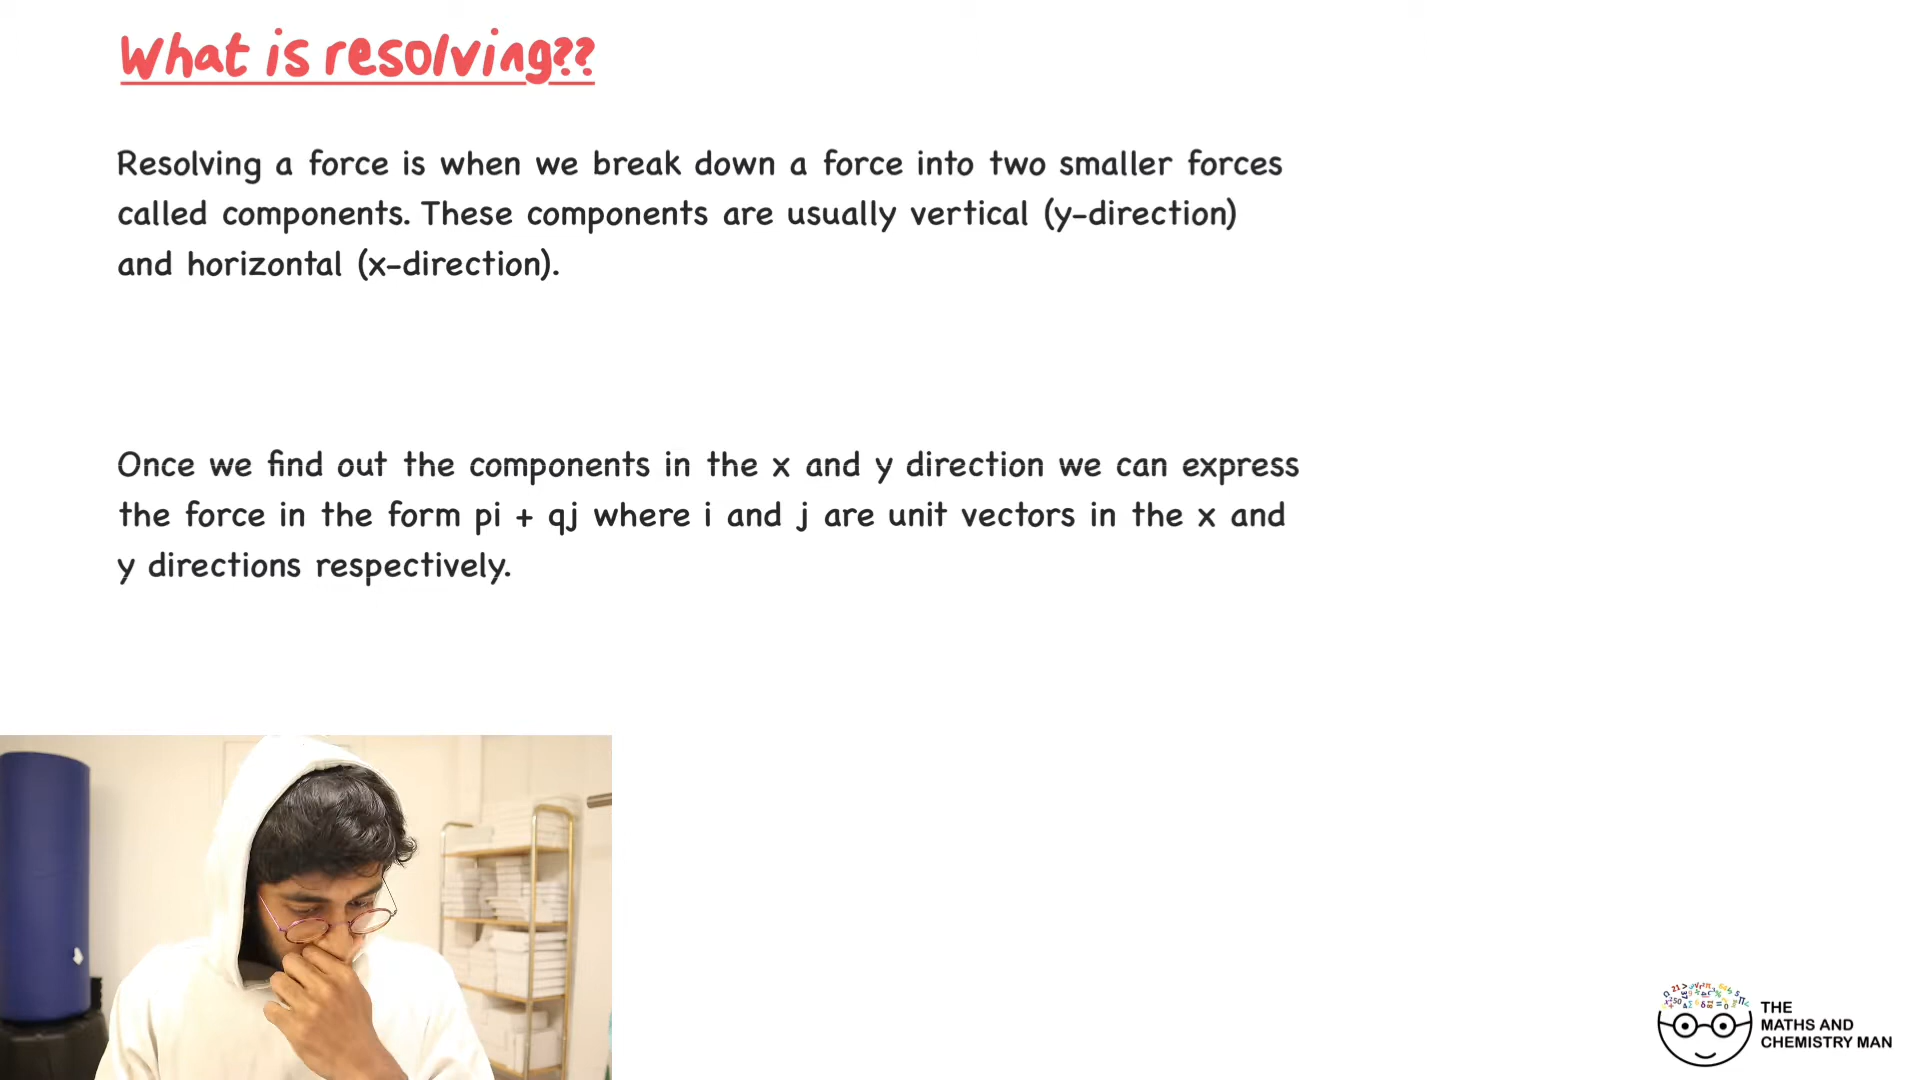 What is resolving??
Resolving a force is when we break down a force into two smaller forces
called components. These components are usually vertical (y-direction)
and horizontal (x-direction).
Once we find out the components in the x and y direction we can express
the force in the form pi + qj where i and j are unit vectors in the x and
y directions respectively.
THE
MATHS AND
CHEMISTRY MAN